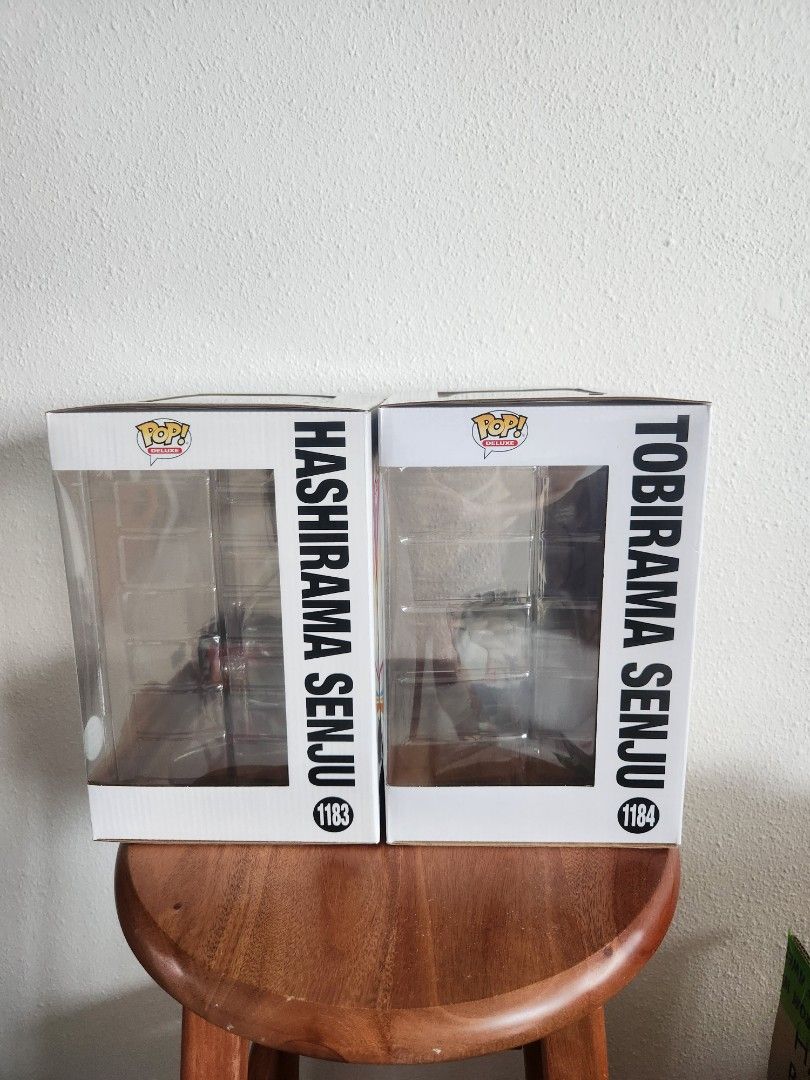 POP!
DELUXE
HASHIRAMA SENJU
1183
POP!
DELUXE
TOBIRAMA SENJU
1184